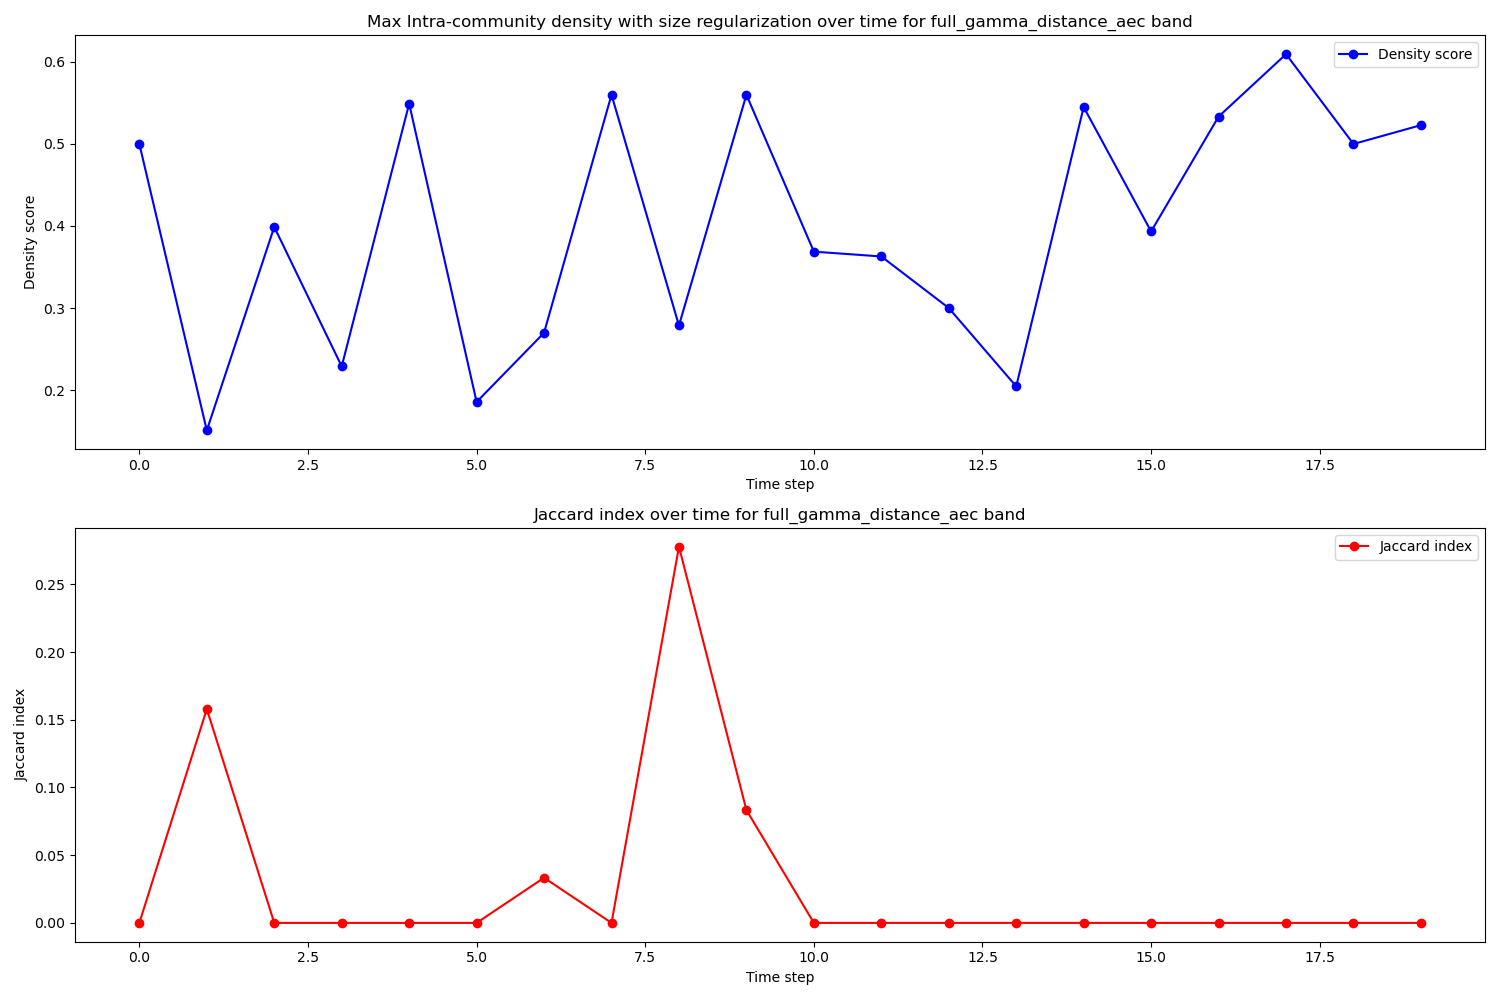 Max Intra-community density with size regularization over time for full_gamma_distance_aec band
Density score
0.6
0.5
0.4
0.3
0.2
Density score
0.0 2.5 5.0 7.5 10.0 12.5 15.0 17.5
Time step
Jaccard index over time for full_gamma_distance_aec band
Jaccard index
0.25
0.20
0.15
0.10
0.05
0.00
Jaccard index
0.0 2.5 5.0 7.5 10.0 12.5 15.0 17.5
Time step